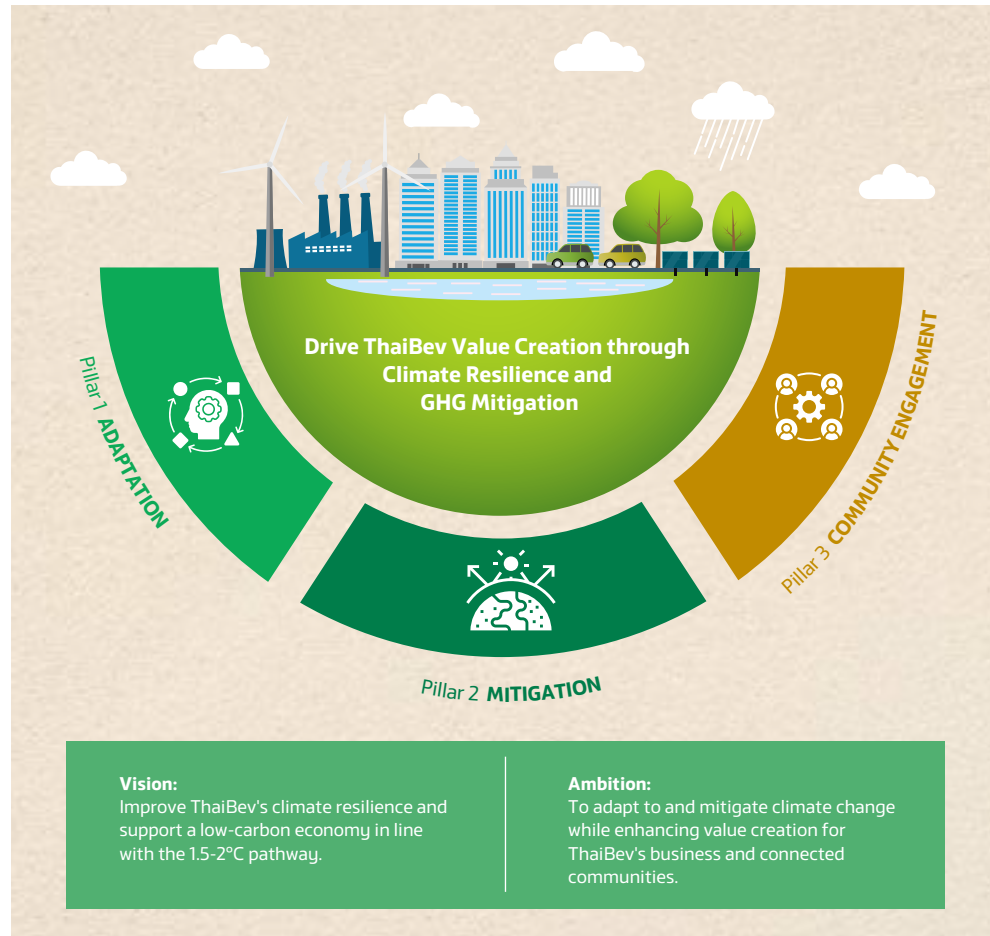 Drive ThaiBev Value Creation through
Climate Resilience and
GHG Mitigation
Pillar 1 ADAPTATION
Pillar 2 MITIGATION
Pillar 3 COMMUNITY ENGAGEMENT
Vision:
Improve ThaiBev's climate resilience and
support a low-carbon economy in line
with the 1.5-2°C pathway.
Ambition:
To adapt to and mitigate climate change
while enhancing value creation for
ThaiBev's business and connected
communities.